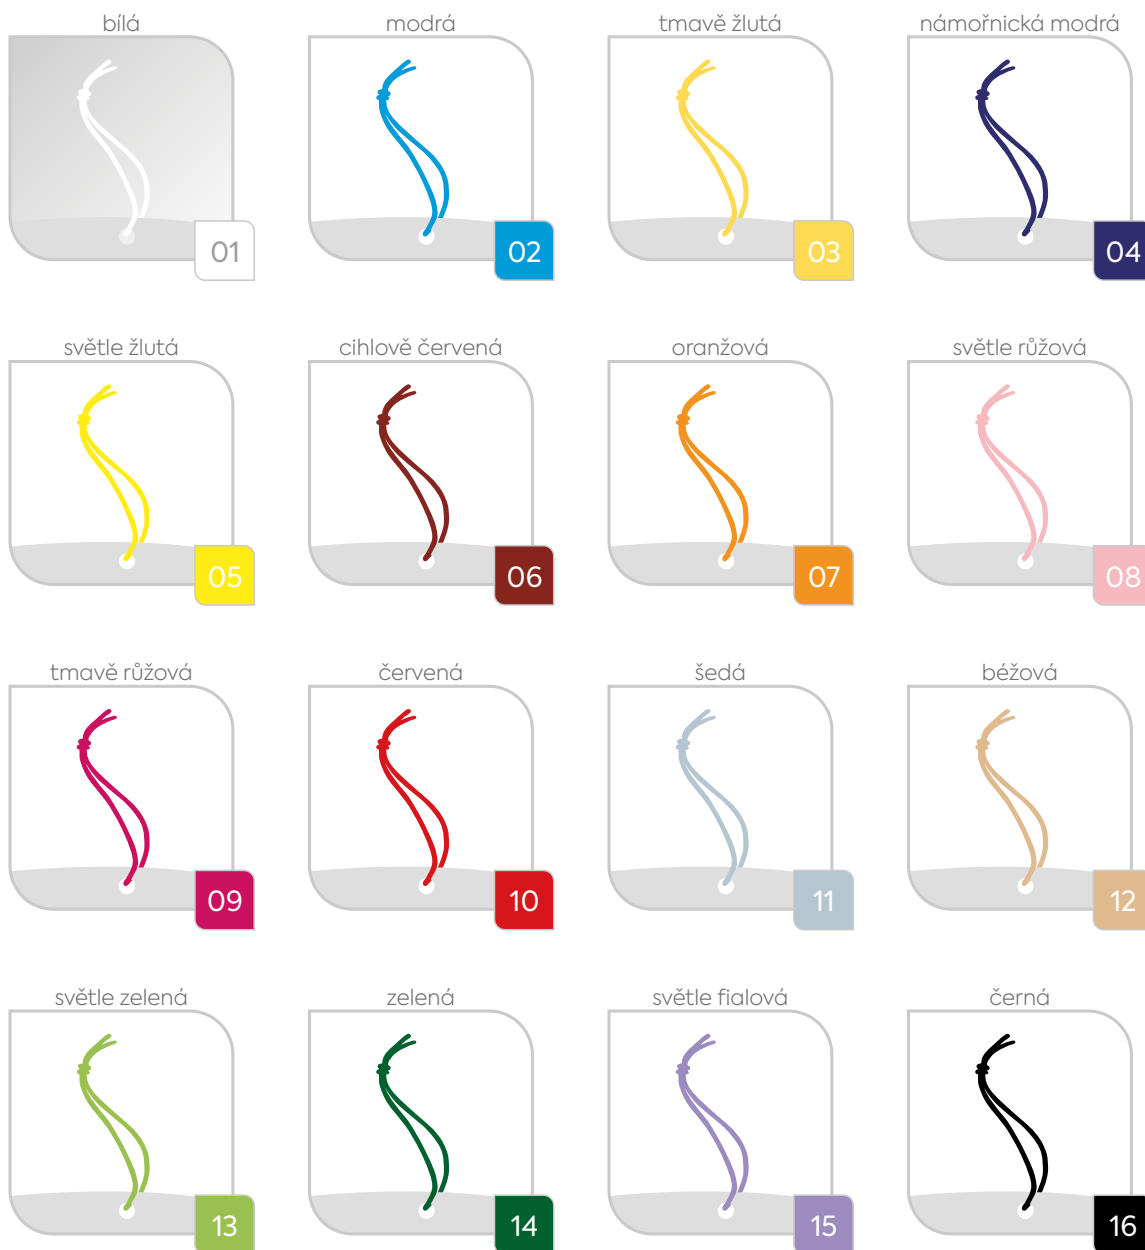 bílá
01
modrá
02
tmavě žlutá
03
námořnická modrá
04
světle žlutá
05
cihlově červená
06
oranžová
07
světle růžová
08
tmavě růžová
09
červená
10
šedá
11
béžová
12
světle zelená
13
zelená
14
světle fialová
15
černá
16